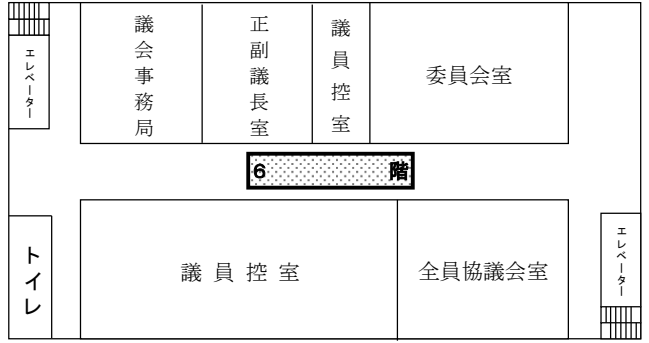 エレベーター
議会事務局
正副議長室
議員控室
委員会室
6 階
トイレ
議員控室
全員協議会室
エレベーター